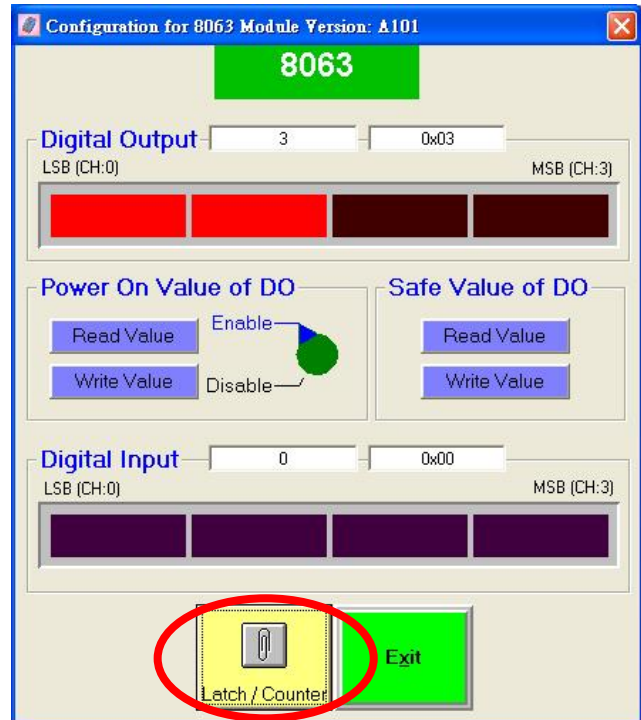 Configuration for 8063 Module Version: A101
8063
Digital Output 3 0x03
LSB (CH:0) MSB (CH:3)
Power On Value of DO Safe Value of DO
Read Value Enable Read Value
Write Value Disable Write Value
Digital Input 0 0x00
LSB (CH:0) MSB (CH:3)
Latch / Counter Exit